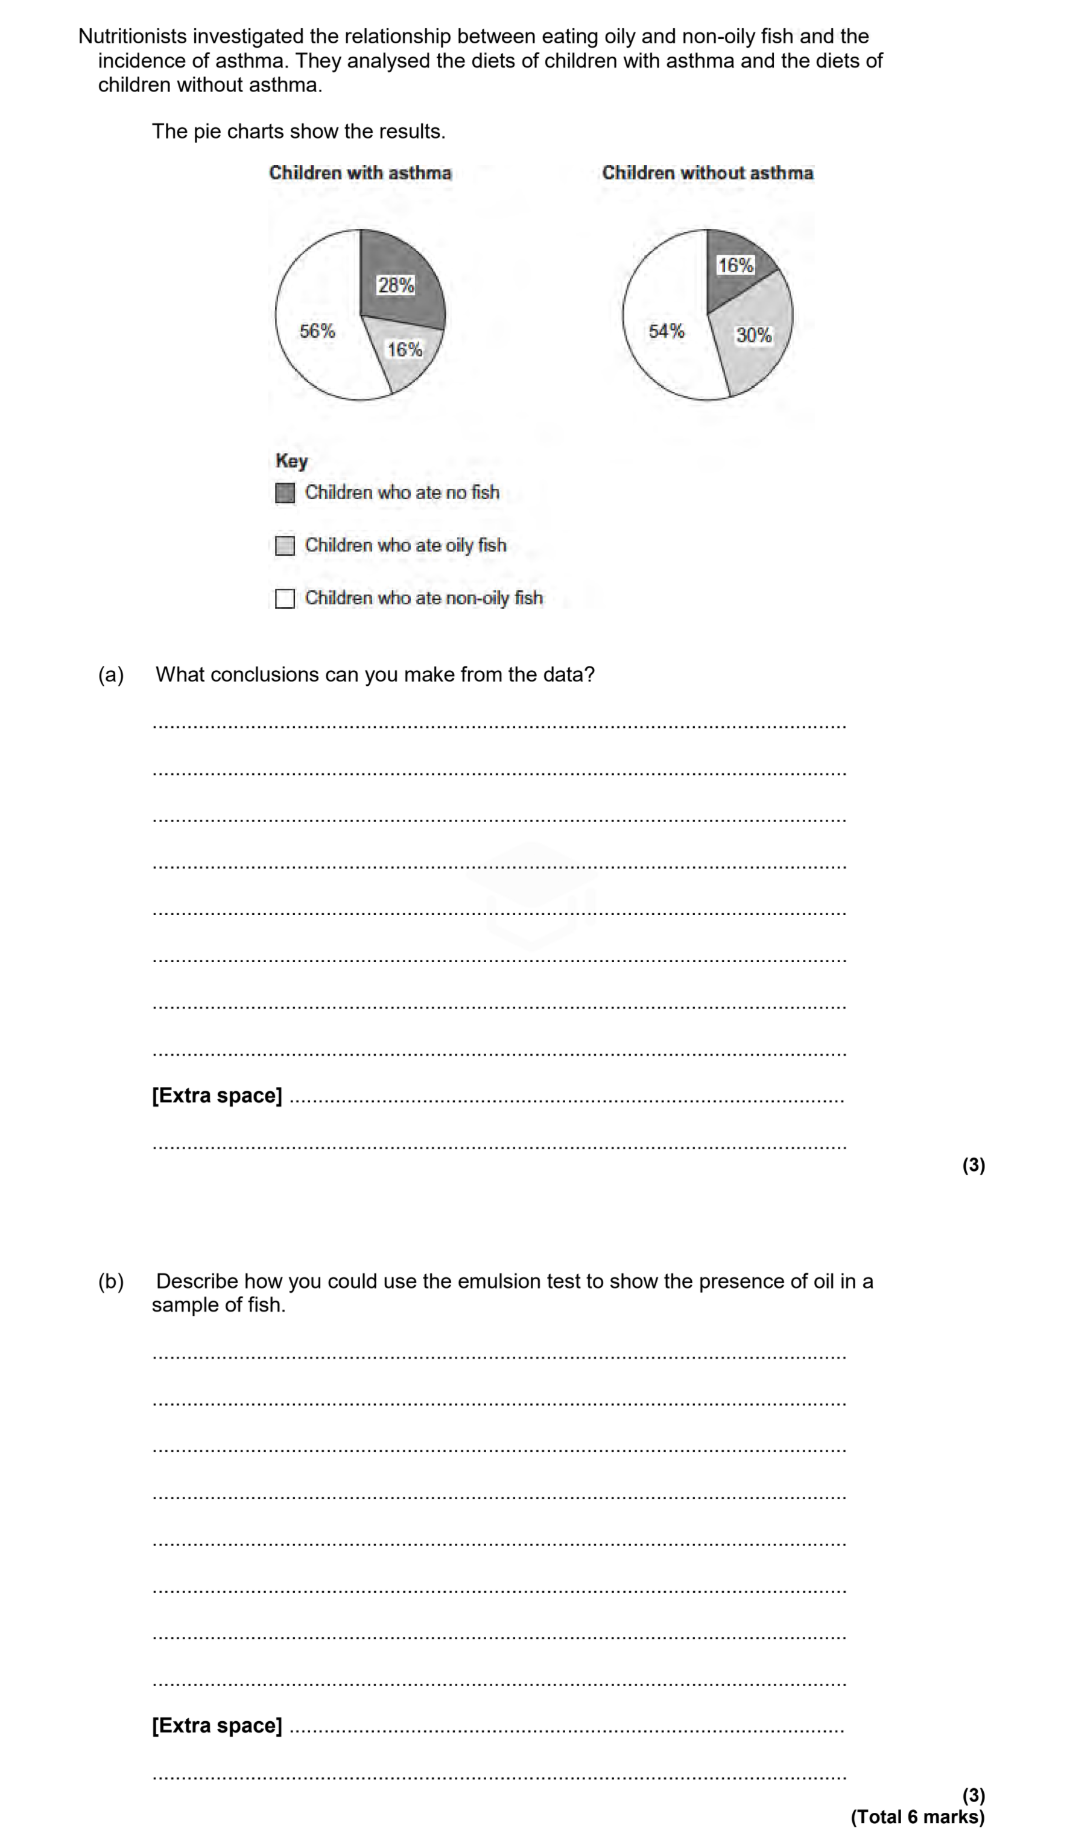 Nutritionists investigated the relationship between eating oily and non-oily fish and the
incidence of asthma. They analysed the diets of children with asthma and the diets of
children without asthma.
The pie charts show the results.
Children with asthma
Children without asthma
28%
56%
16%
16%
54%
30%
Key
Children who ate no fish
Children who ate oily fish
Children who ate non-oily fish
(a) What conclusions can you make from the data?
[Extra space]
(3)
(b) Describe how you could use the emulsion test to show the presence of oil in a
sample of fish.
[Extra space]
(3)
(Total 6 marks)